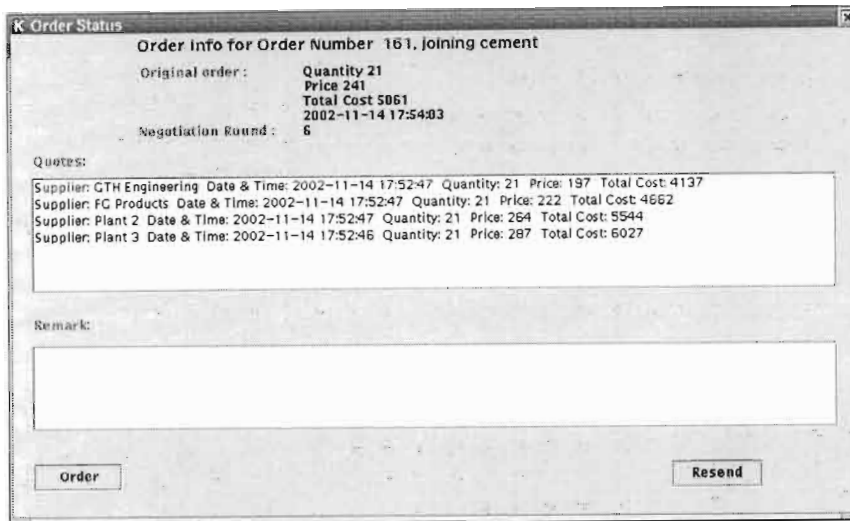 K Order Status
Order Info for Order Number 161, joining cement
Original order : Quantity 21
Price 241
Total Cost 5061
2002-11-14 17:54:03
Negotiation Round : 6
Quotes:
Supplier: GTH Engineering Date & Time: 2002-11-14 17:52:47 Quantity: 21 Price: 197 Total Cost: 4137
Supplier: FG Products Date & Time: 2002-11-14 17:52:47 Quantity: 21 Price: 222 Total Cost: 4662
Supplier: Plant 2 Date & Time: 2002-11-14 17:52:47 Quantity: 21 Price: 264 Total Cost: 5544
Supplier: Plant 3 Date & Time: 2002-11-14 17:52:46 Quantity: 21 Price: 287 Total Cost: 6027
Remark:
Order Resend